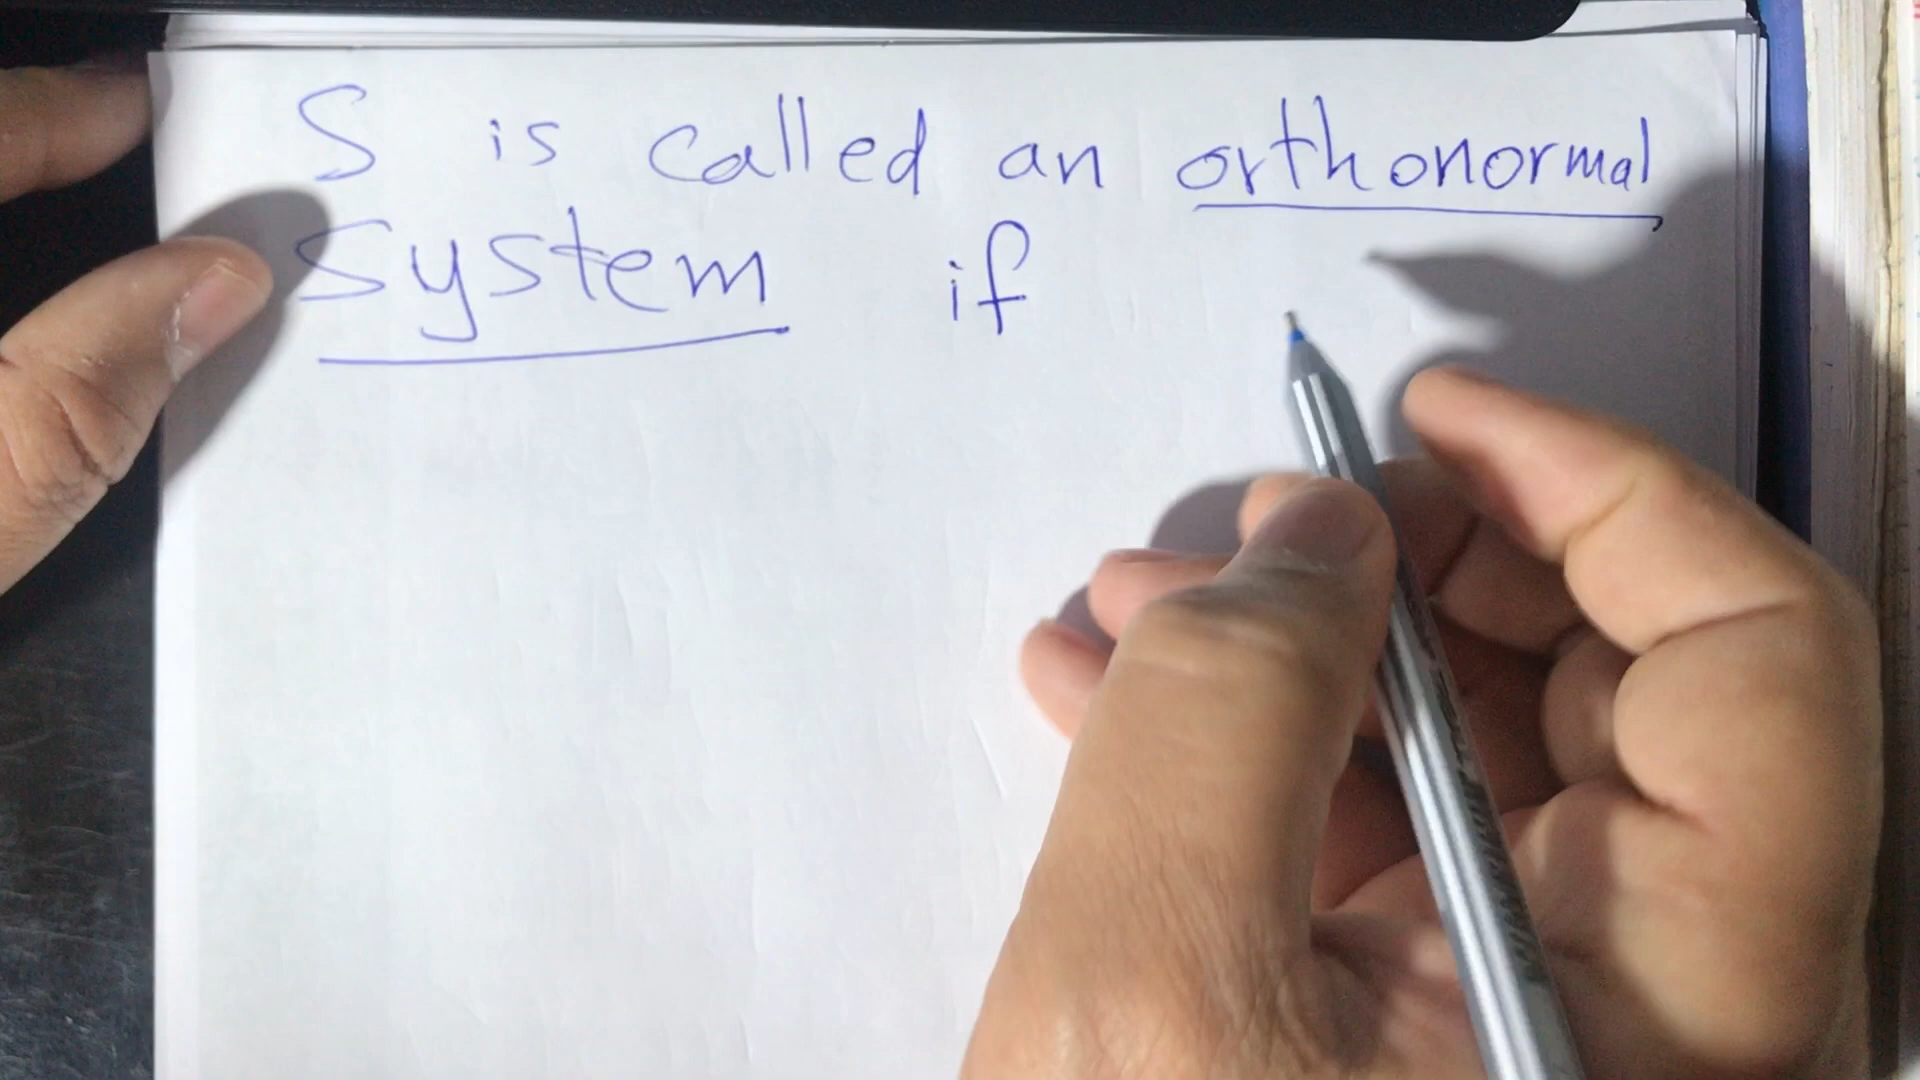 S is called an orthonormal
system if